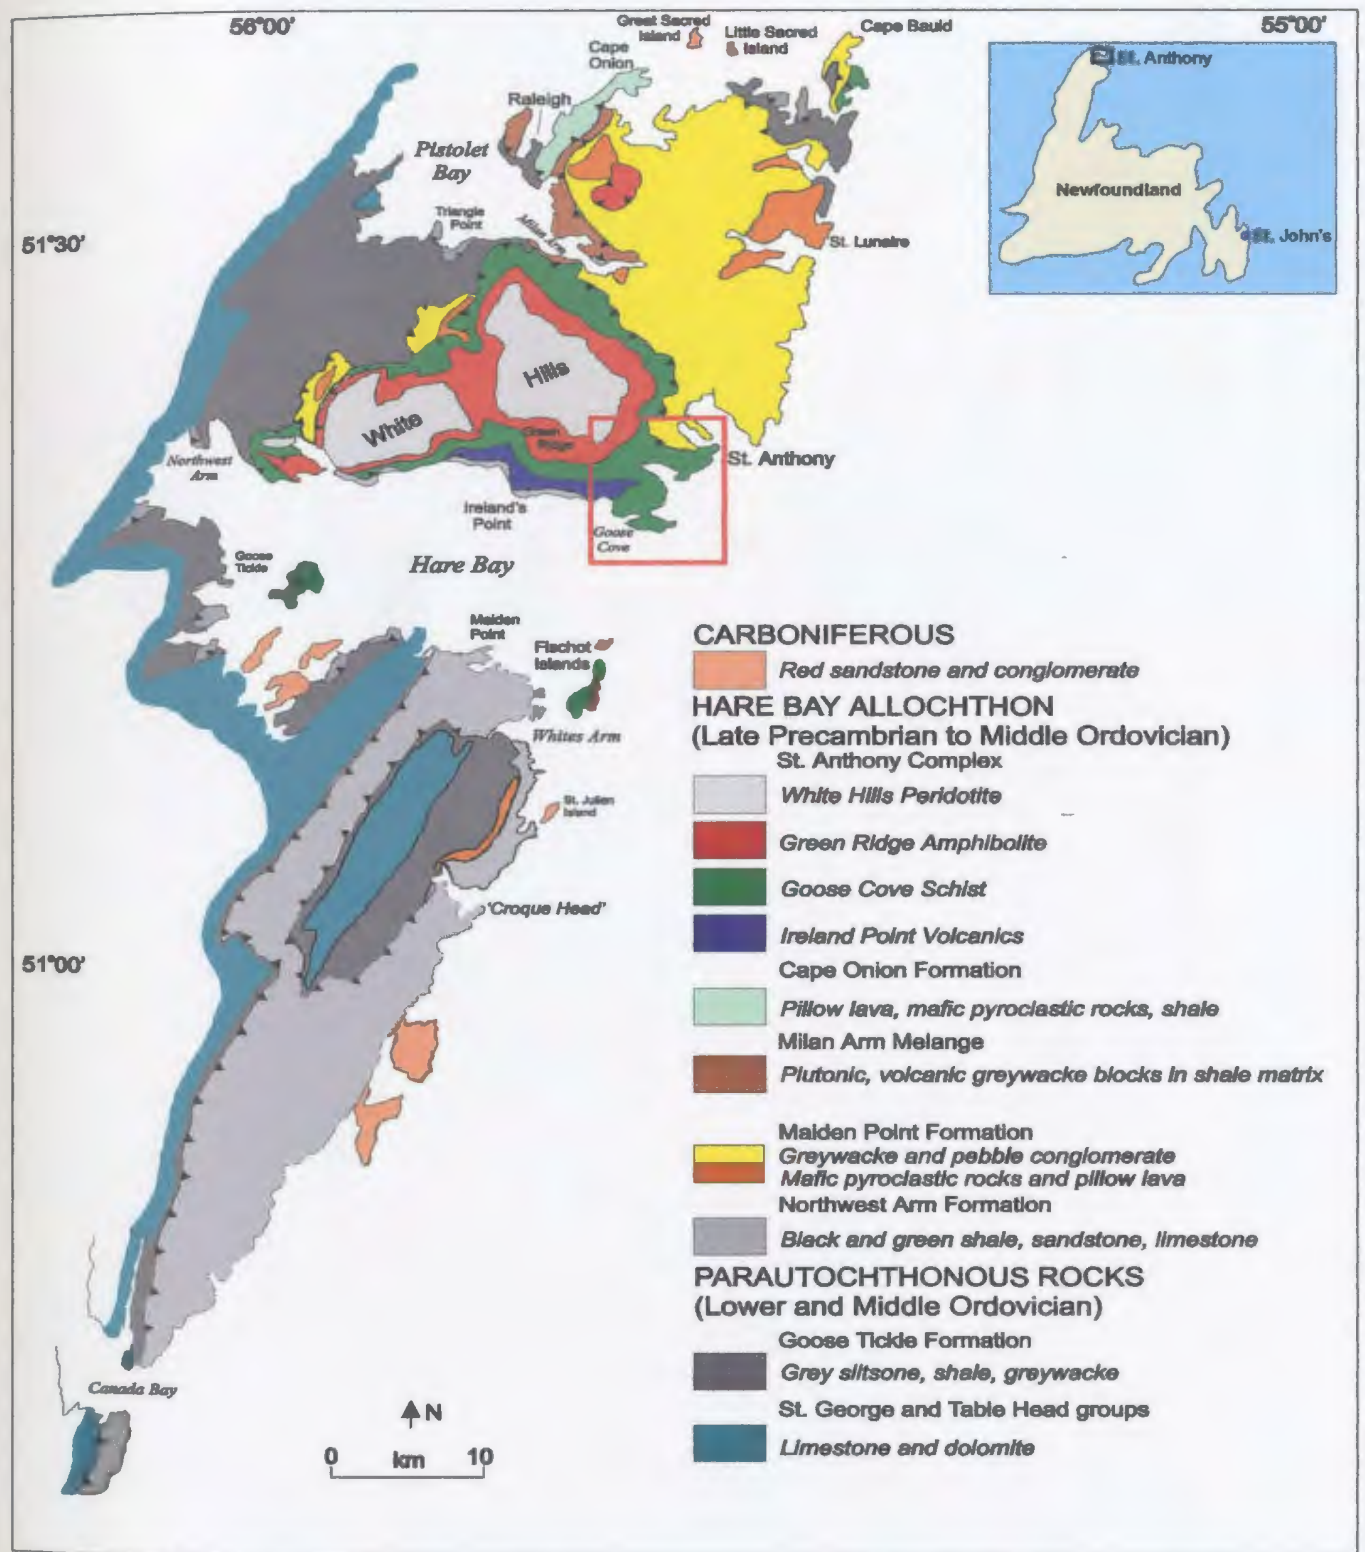 56°00'
55°00'
Great Sacred
Island
Little Sacred
Island
Cape Bauld
Cape
Onion
Raleigh
Pistolet
Bay
St. Anthony
Newfoundland
St. John's
Triangle
Point
Milan Arm
51°30'
St. Lunaire
White
Hills
Green
Ridge
Northwest
Arm
St. Anthony
Ireland's
Point
Goose
Cove
Goose
Tickle
Hare Bay
Maiden
Point
Fischot
Islands
Whites Arm
St. Julien
Island
'Croque Head'
51°00'
Canada Bay
N
0 km 10
CARBONIFEROUS
Red sandstone and conglomerate
HARE BAY ALLOCHTHON
(Late Precambrian to Middle Ordovician)
St. Anthony Complex
White Hills Peridotite
Green Ridge Amphibolite
Goose Cove Schist
Ireland Point Volcanics
Cape Onion Formation
Pillow lava, mafic pyroclastic rocks, shale
Milan Arm Melange
Plutonic, volcanic greywacke blocks in shale matrix
Maiden Point Formation
Greywacke and pebble conglomerate
Mafic pyroclastic rocks and pillow lava
Northwest Arm Formation
Black and green shale, sandstone, limestone
PARAUTOCHTHONOUS ROCKS
(Lower and Middle Ordovician)
Goose Tickle Formation
Grey siltsone, shale, greywacke
St. George and Table Head groups
Limestone and dolomite